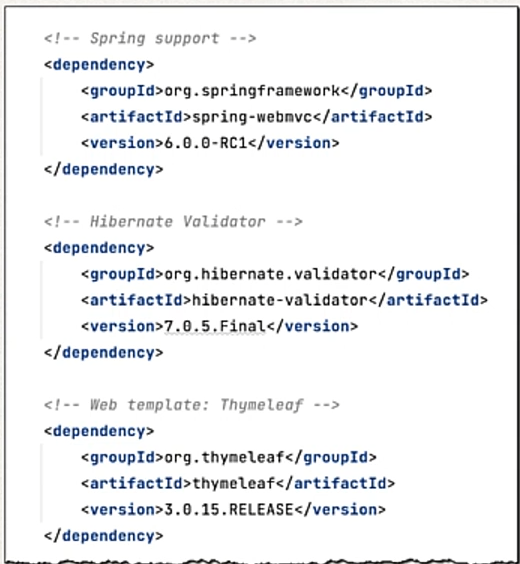 <!-- Spring support -->
<dependency>
<groupId>org.springframework</groupId>
<artifactId>spring-webmvc</artifactId>
<version>6.0.0-RC1</version>
</dependency>
<!-- Hibernate Validator -->
<dependency>
<groupId>org.hibernate.validator</groupId>
<artifactId>hibernate-validator</artifactId>
<version>7.0.5.Final</version>
</dependency>
<!-- Web template: Thymeleaf -->
<dependency>
<groupId>org.thymeleaf</groupId>
<artifactId>thymeleaf</artifactId>
<version>3.0.15.RELEASE</version>
</dependency>